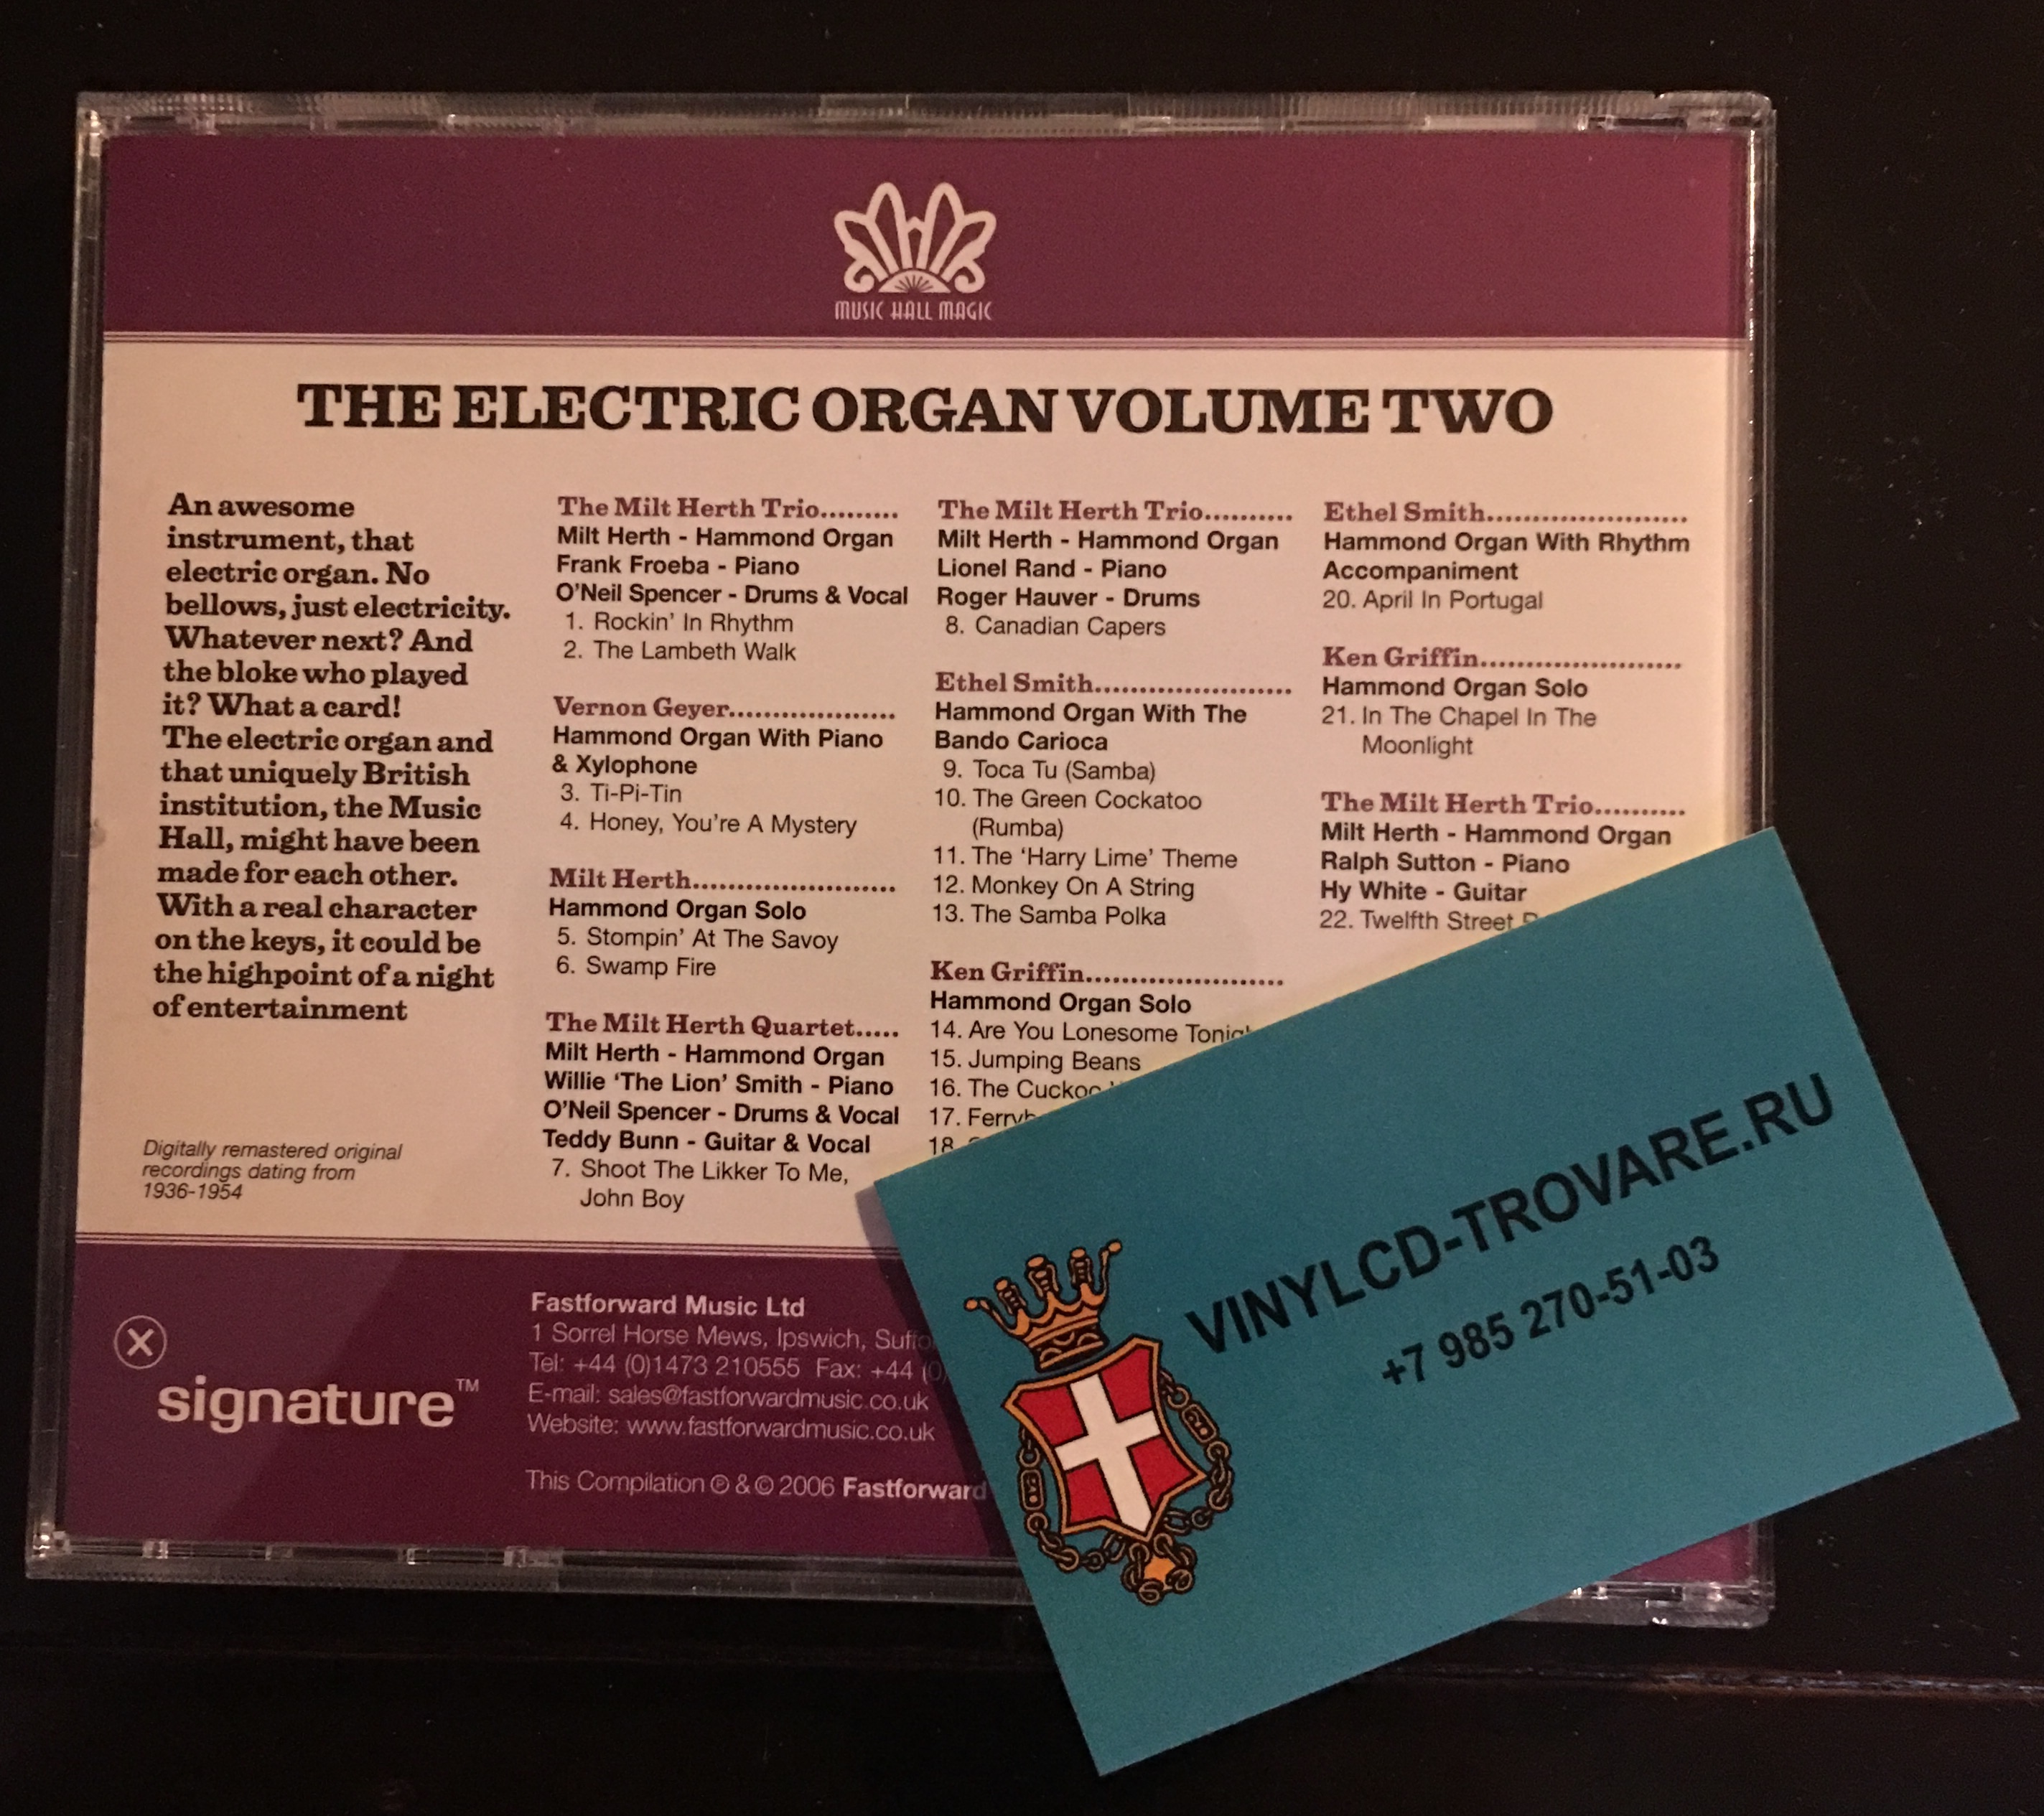 MUSIC HALL MAGIC
THE ELECTRIC ORGAN VOLUME TWO
An awesome
instrument, that
electric organ. No
bellows, just electricity.
Whatever next? And
the bloke who played
it? What a card!
The electric organ and
that uniquely British
institution, the Music
Hall, might have been
made for each other.
With a real character
on the keys, it could be
the highpoint of a night
of entertainment
Digitally remastered original
recordings dating from
1936-1954
The Milt Herth Trio.........
Milt Herth - Hammond Organ
Frank Froeba - Piano
O'Neil Spencer - Drums & Vocal
1. Rockin' In Rhythm
2. The Lambeth Walk
Vernon Geyer...................
Hammond Organ With Piano
& Xylophone
3. Ti-Pi-Tin
4. Honey, You're A Mystery
Milt Herth.........................
Hammond Organ Solo
5. Stompin' At The Savoy
6. Swamp Fire
The Milt Herth Quartet.....
Milt Herth - Hammond Organ
Willie 'The Lion' Smith - Piano
O'Neil Spencer - Drums & Vocal
Teddy Bunn - Guitar & Vocal
7. Shoot The Likker To Me,
John Boy
The Milt Herth Trio..........
Milt Herth - Hammond Organ
Lionel Rand - Piano
Roger Hauver - Drums
8. Canadian Capers
Ethel Smith......................
Hammond Organ With The
Bando Carioca
9. Toca Tu (Samba)
10. The Green Cockatoo
(Rumba)
11. The 'Harry Lime' Theme
12. Monkey On A String
13. The Samba Polka
Ken Griffin......................
Hammond Organ Solo
14. Are You Lonesome
15. Jumping Beans
16. The Cuckoo
17.
18.
Ethel Smith......................
Hammond Organ With Rhythm
Accompaniment
20. April In Portugal
Ken Griffin......................
Hammond Organ Solo
21. In The Chapel In The
Moonlight
The Milt Herth Trio..........
Milt Herth - Hammond Organ
Ralph Sutton - Piano
Hy White - Guitar
22. Twelfth Street
signature™
Fastforward Music Ltd
1 Sorrel Horse Mews, Ipswich,
Tel: +44 (0)1473 210555 Fax: +44
E-mail: sales@fastforwardmusic.co.uk
Website: www.fastforwardmusic.co.uk
This Compilation ℗ & © 2006 Fastforward
VINYLCD-TROVARE.RU
+7 985 270-51-03